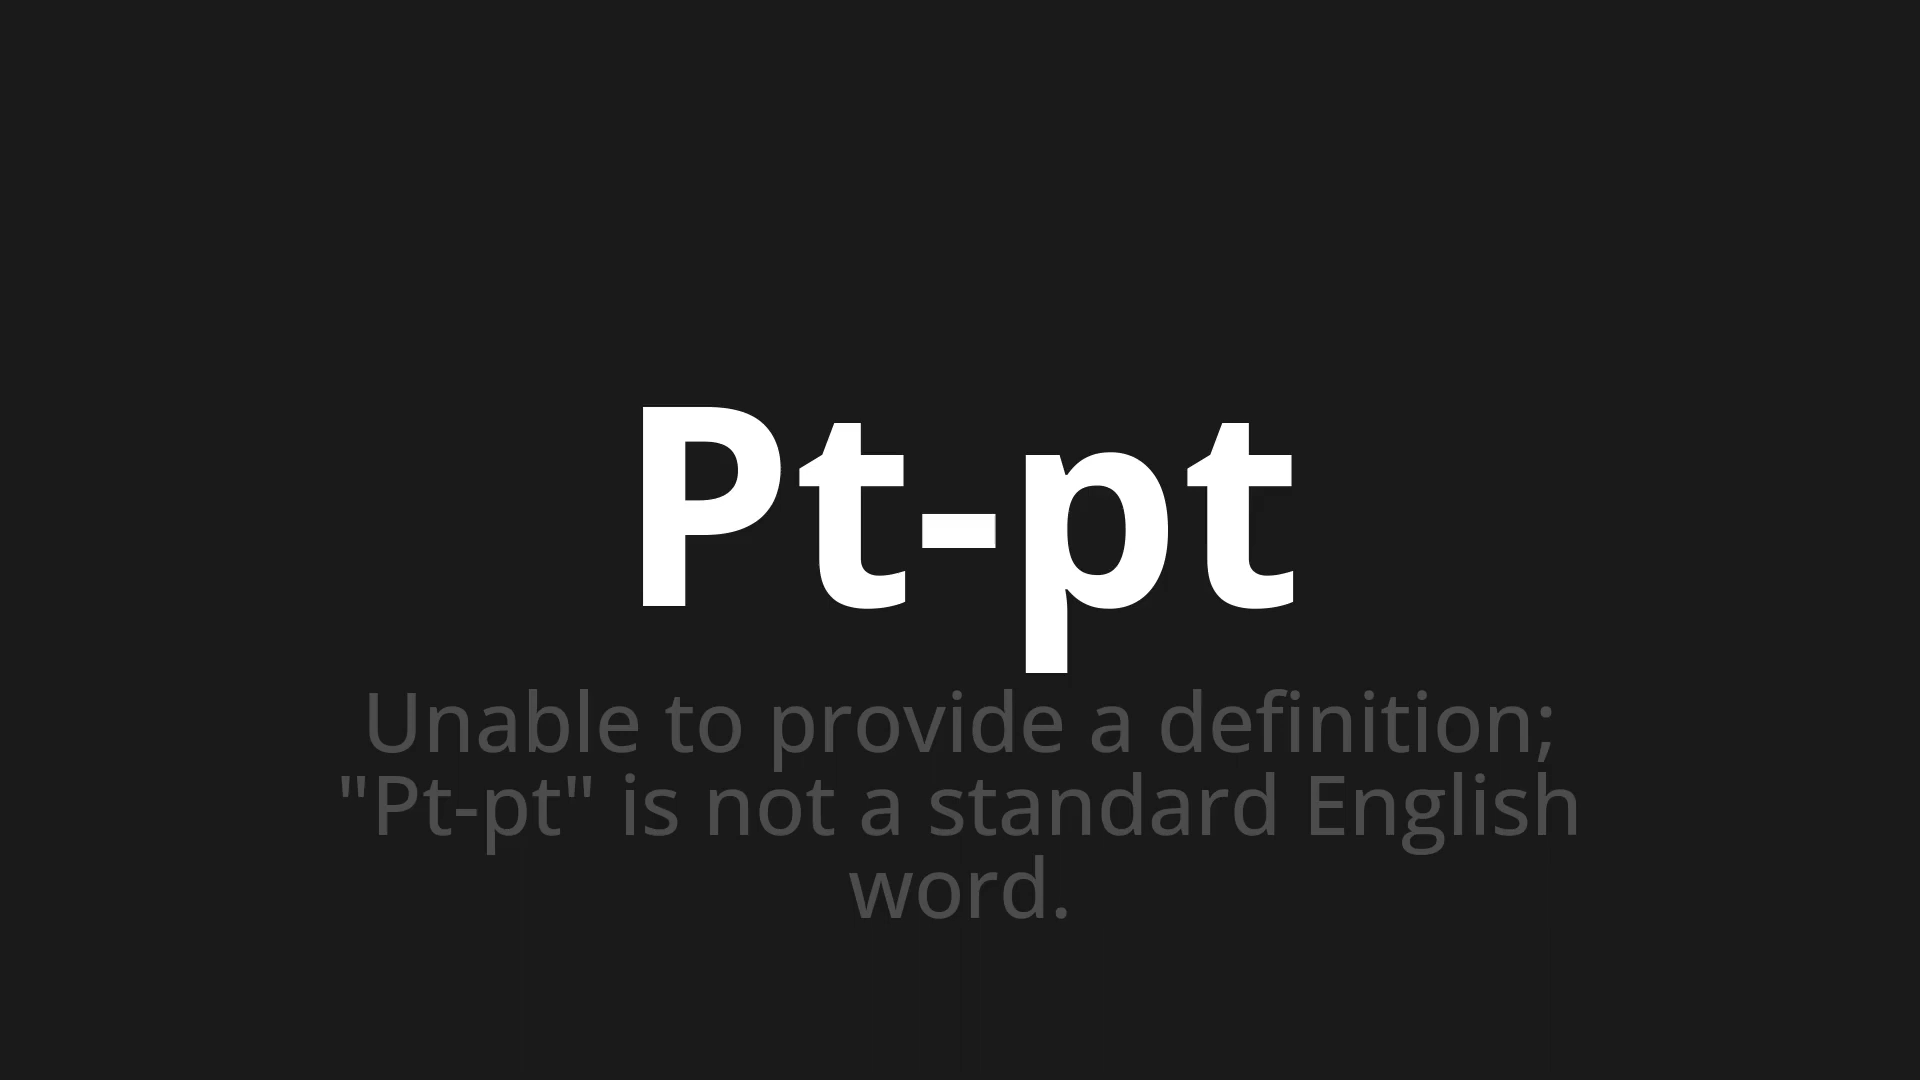 Pt-pt
Unable to provide a definition;
"Pt-pt" is not a standard English
word.